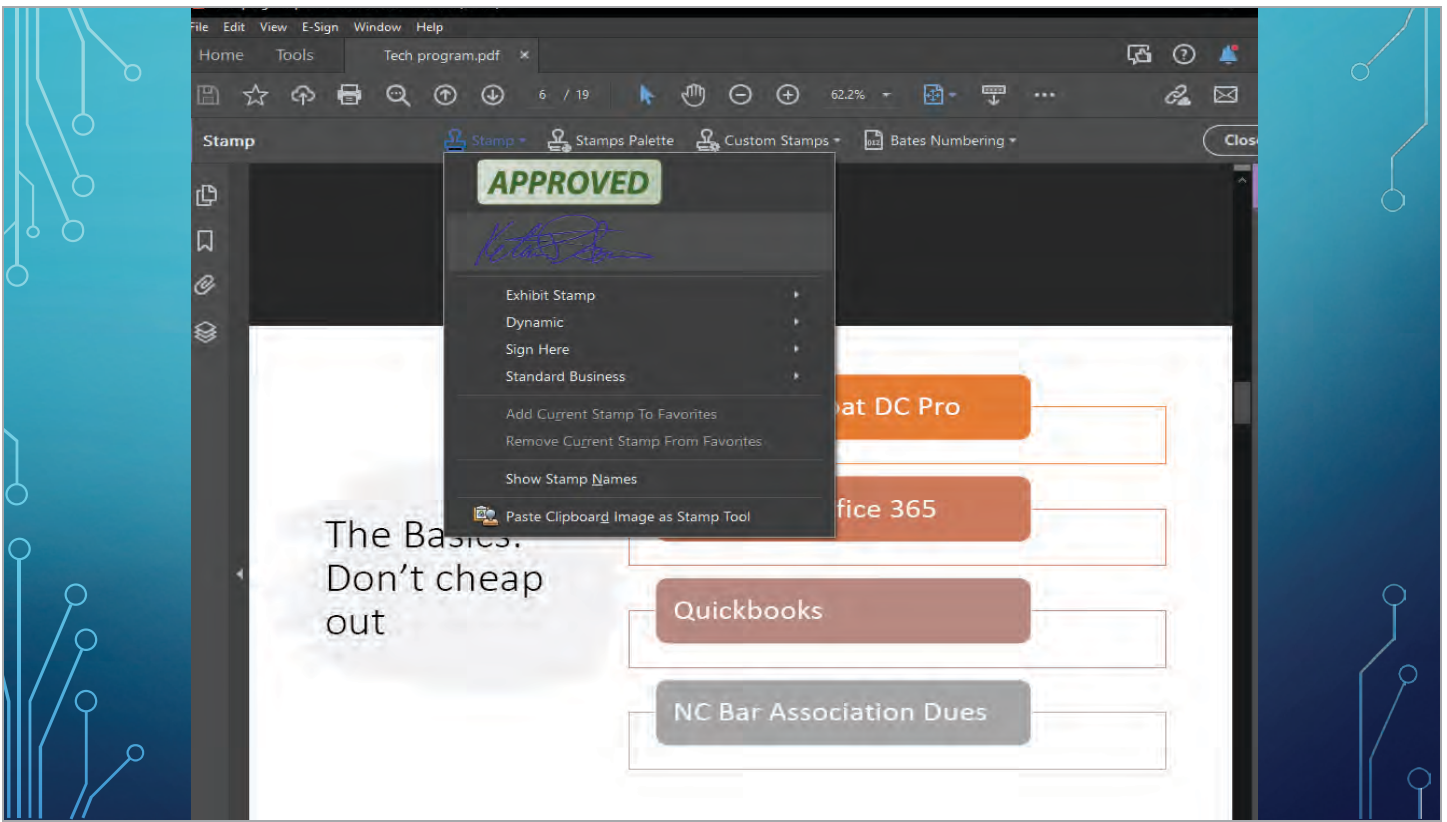 File Edit View E-Sign Window Help
Home Tools Tech program.pdf ×
6 / 19 62.2%
Stamp Stamp Stamps Palette Custom Stamps Bates Numbering Clos
APPROVED
Exhibit Stamp
Dynamic
Sign Here
Standard Business
Add Current Stamp To Favorites
Remove Current Stamp From Favorites
Show Stamp Names
Paste Clipboard Image as Stamp Tool
at DC Pro
fice 365
The Basics:
Don't cheap
out
Quickbooks
NC Bar Association Dues